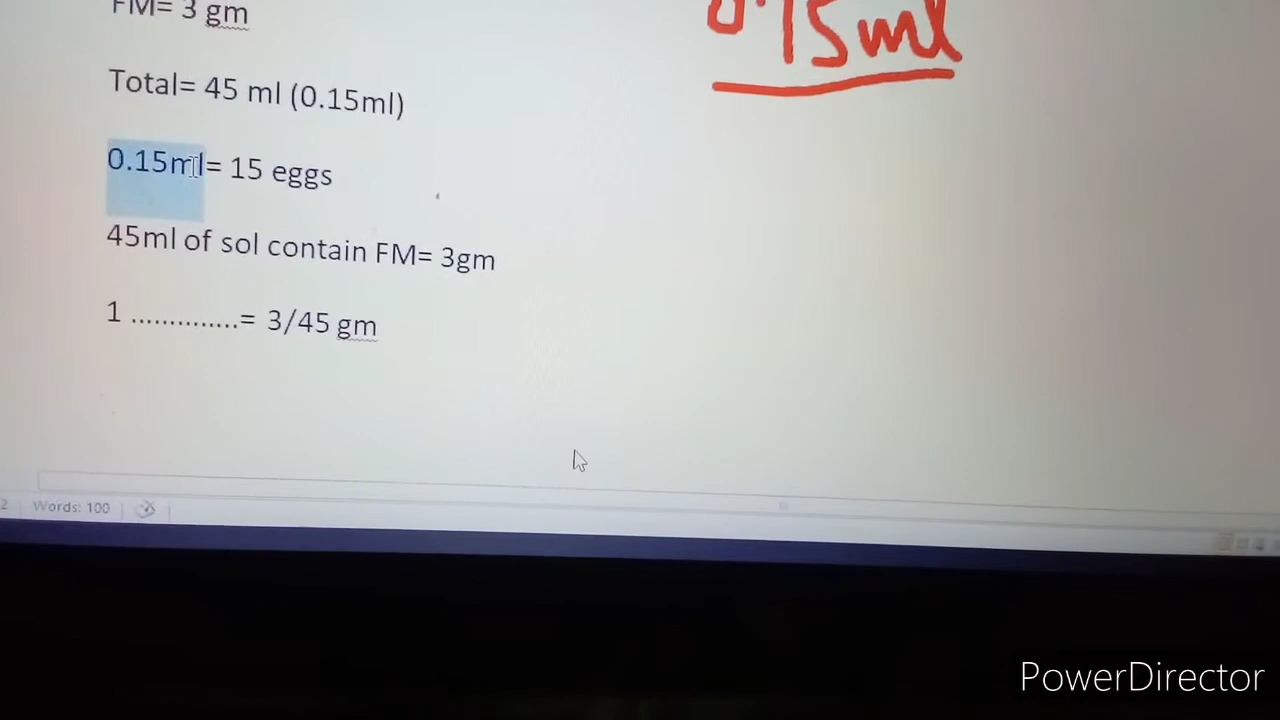 FM= 3 gm
0.15ml
Total= 45 ml (0.15ml)
0.15ml= 15 eggs
45ml of sol contain FM= 3gm
1 ..............= 3/45 gm
2
Words: 100
PowerDirector